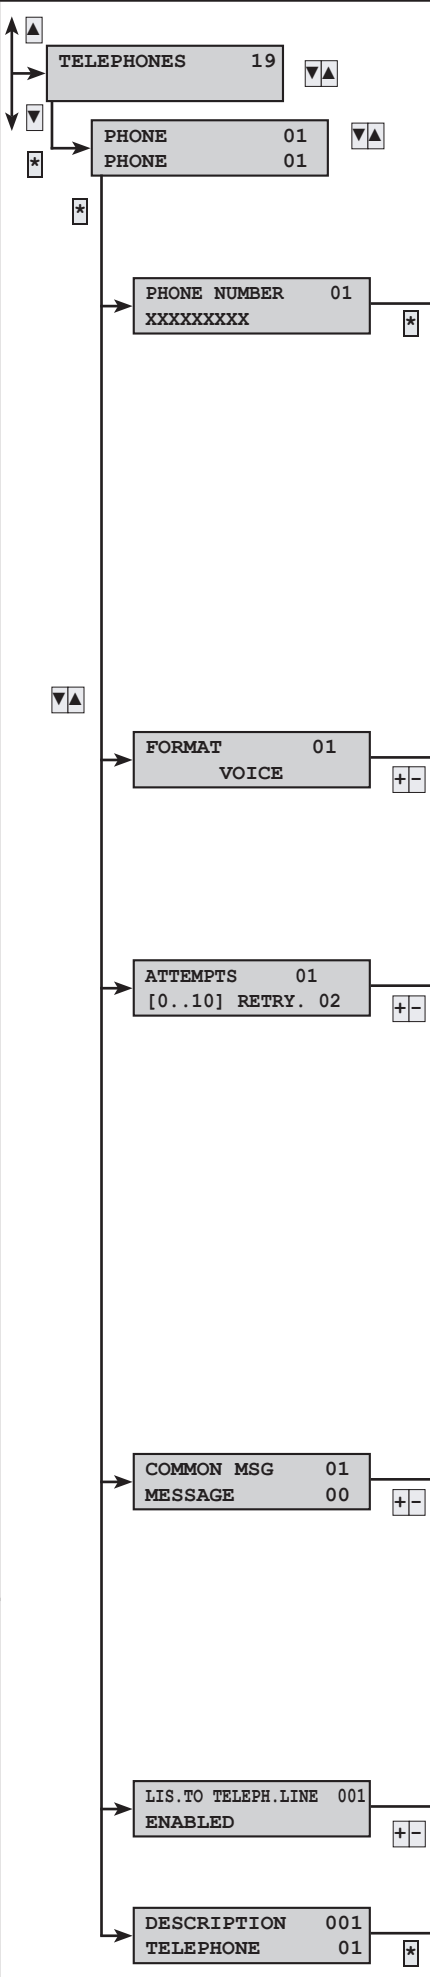 ▲
TELEPHONES 19
▼▲
▼
PHONE 01
▼▲
PHONE 01
*
*
PHONE NUMBER 01
XXXXXXXXX
*
▼▲
FORMAT 01
VOICE
+-
ATTEMPTS 01
[0..10] RETRY. 02
+-
COMMON MSG 01
MESSAGE 00
+-
LIS.TO TELEPH.LINE 001
ENABLED
+-
DESCRIPTION 001
TELEPHONE 01
*